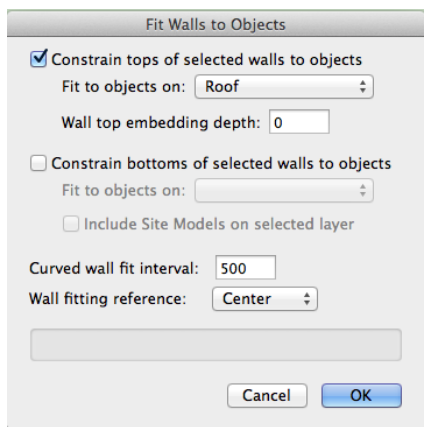 Fit Walls to Objects
Constrain tops of selected walls to objects
Fit to objects on: Roof
Wall top embedding depth: 0
Constrain bottoms of selected walls to objects
Fit to objects on:
Include Site Models on selected layer
Curved wall fit interval: 500
Wall fitting reference: Center
Cancel OK